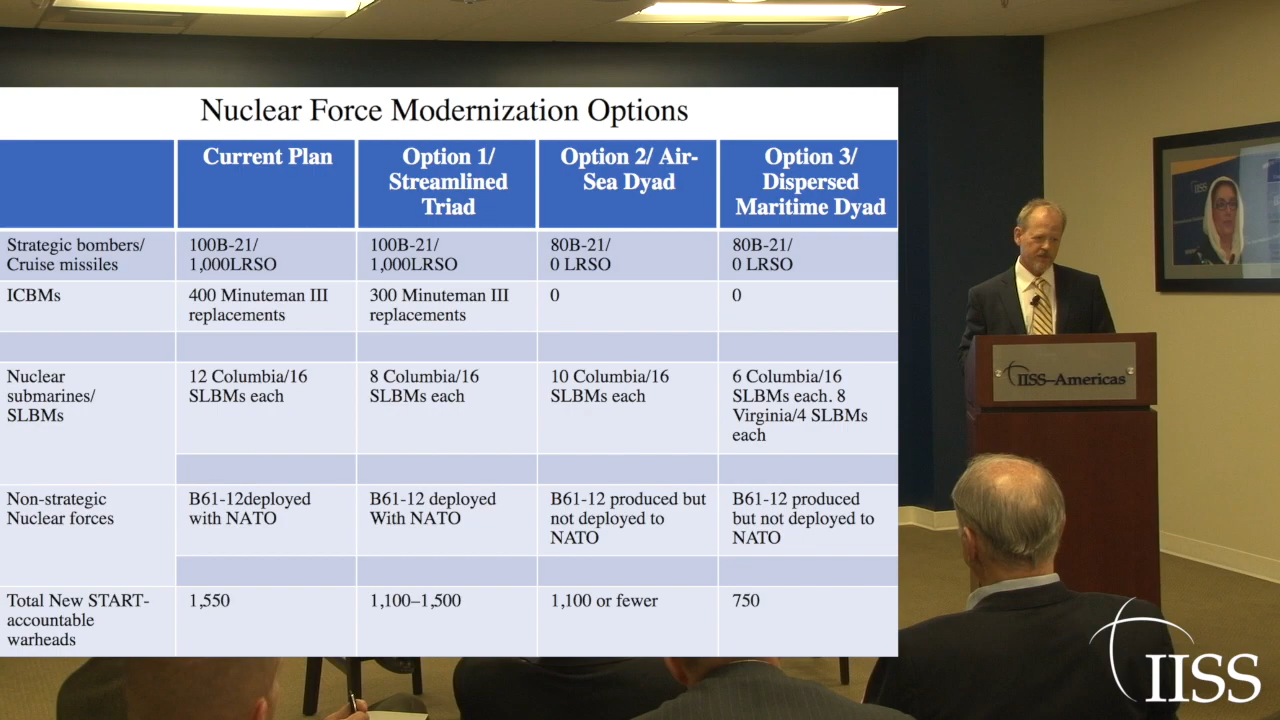 Nuclear Force Modernization Options
Current Plan
Option 1/
Streamlined
Triad
Option 2/ Air-
Sea Dyad
Option 3/
Dispersed
Maritime Dyad
Strategic bombers/
Cruise missiles
100B-21/
1,000LRSO
100B-21/
1,000LRSO
80B-21/
0 LRSO
80B-21/
0 LRSO
ICBMs
400 Minuteman III
replacements
300 Minuteman III
replacements
0
0
Nuclear
submarines/
SLBMs
12 Columbia/16
SLBMs each
8 Columbia/16
SLBMs each
10 Columbia/16
SLBMs each
6 Columbia/16
SLBMs each. 8
Virginia/4 SLBMs
each
Non-strategic
Nuclear forces
B61-12deployed
with NATO
B61-12 deployed
With NATO
B61-12 produced but
not deployed to
NATO
B61-12 produced
but not deployed to
NATO
Total New START-
accountable
warheads
1,550
1,100–1,500
1,100 or fewer
750
IISS
IISS–Americas
IISS